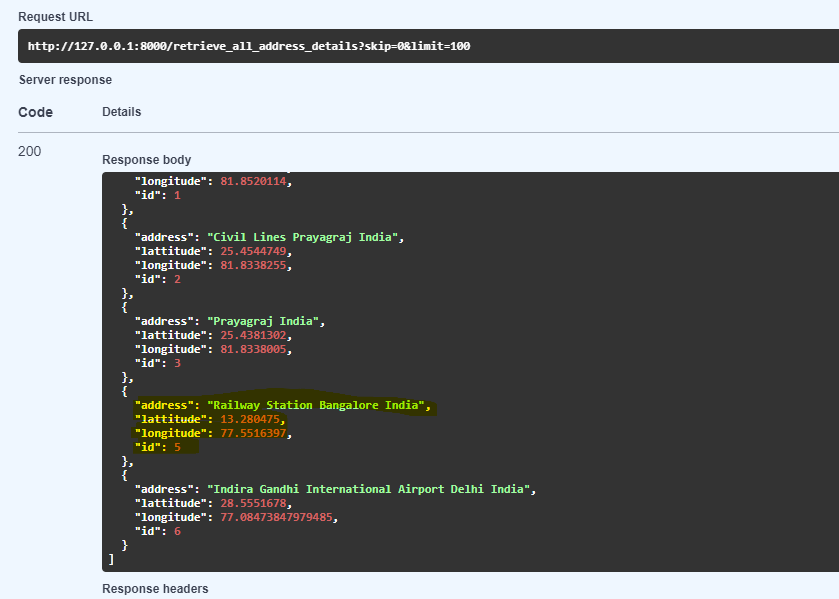 Request URL
http://127.0.0.1:8000/retrieve_all_address_details?skip=0&limit=100
Server response
Code Details
200
Response body
"longitude": 81.8520114,
"id": 1
},
{
"address": "Civil Lines Prayagraj India",
"lattitude": 25.4544749,
"longitude": 81.8338255,
"id": 2
},
{
"address": "Prayagraj India",
"lattitude": 25.4381302,
"longitude": 81.8338005,
"id": 3
},
{
"address": "Railway Station Bangalore India",
"lattitude": 13.280475,
"longitude": 77.5516397,
"id": 5
},
{
"address": "Indira Gandhi International Airport Delhi India",
"lattitude": 28.5551678,
"longitude": 77.08473847979485,
"id": 6
}
]
Response headers